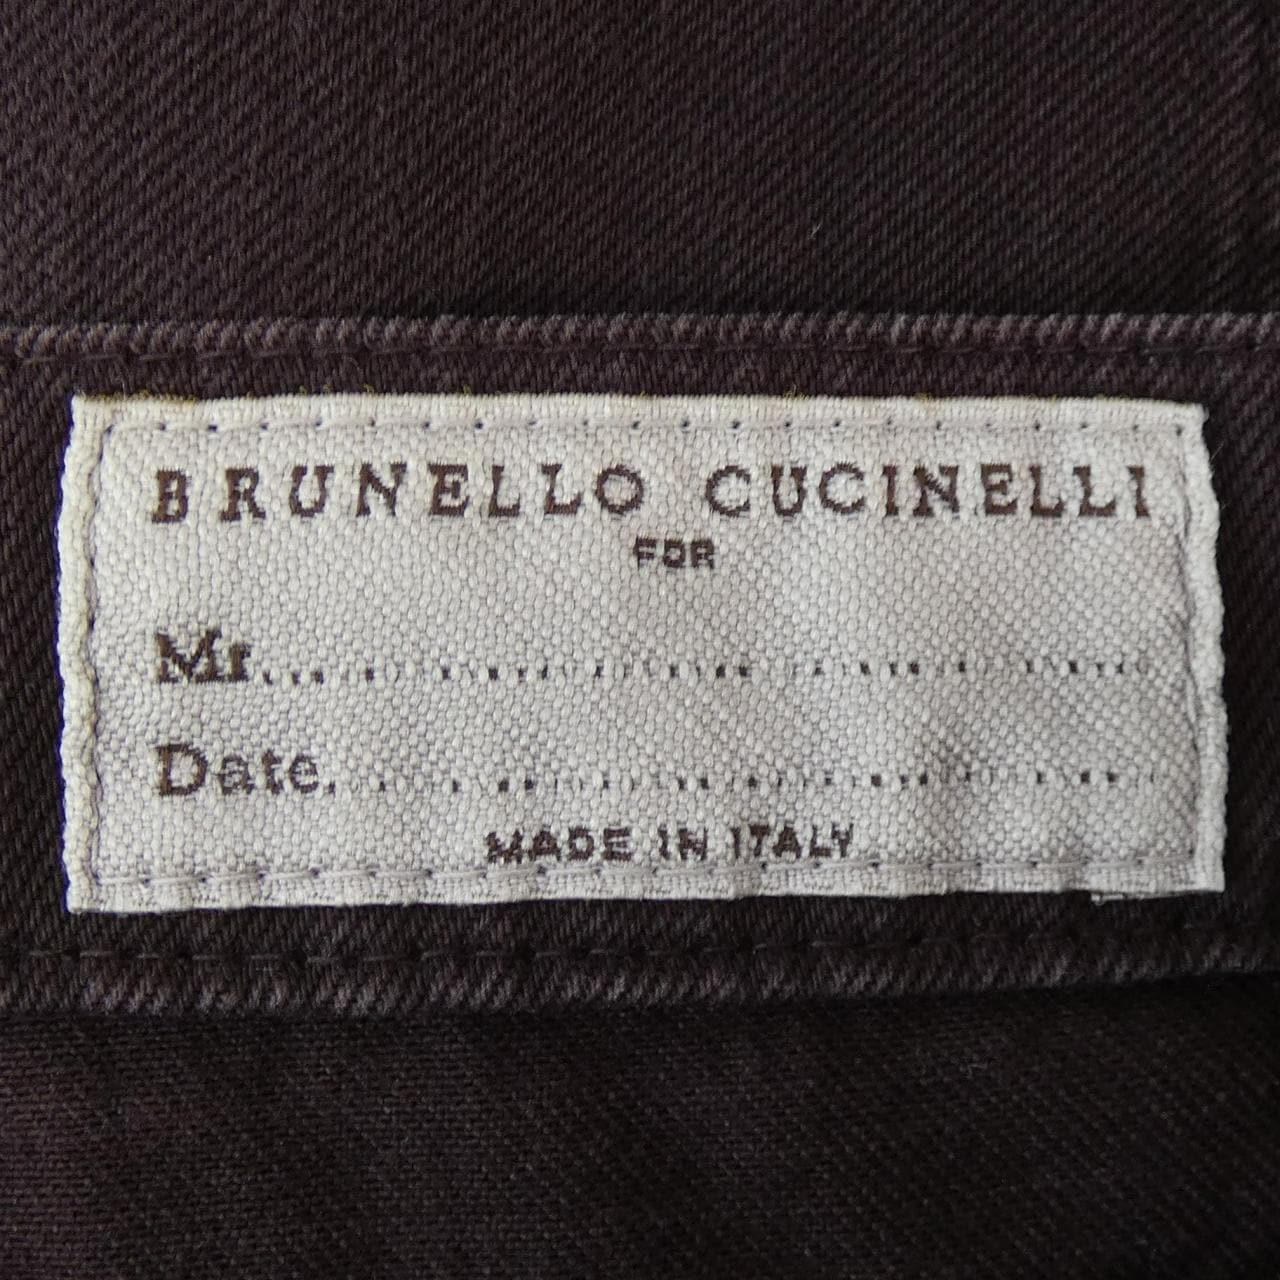 BRUNELLO CUCINELLI
FOR
Mr..............................
Date..............................
MADE IN ITALY